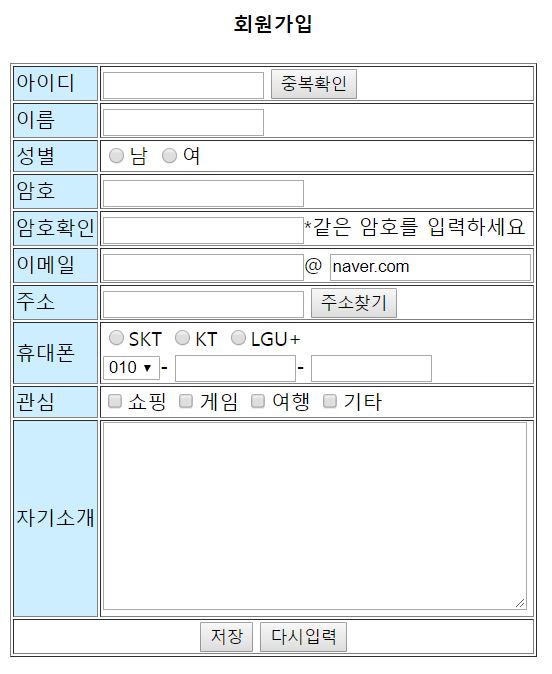 회원가입
아이디 중복확인
이름
성별 남 여
암호
암호확인 *같은 암호를 입력하세요
이메일 @ naver.com
주소 주소찾기
휴대폰 SKT KT LGU+
010 - -
관심 쇼핑 게임 여행 기타
자기소개
저장 다시입력